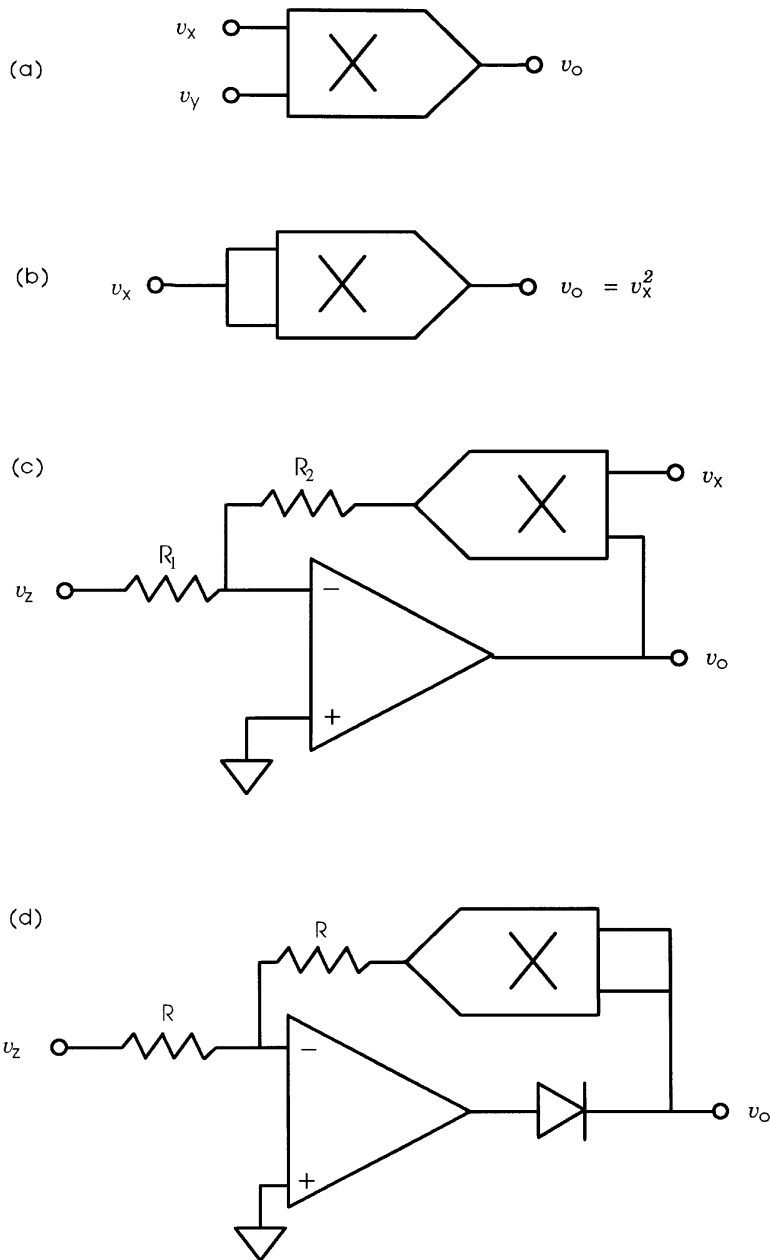 (a)
vx
vy
vo
(b)
vx
vo = vx²
(c)
R2
vx
R1
vz
−
+
vo
(d)
R
R
vz
−
+
vo